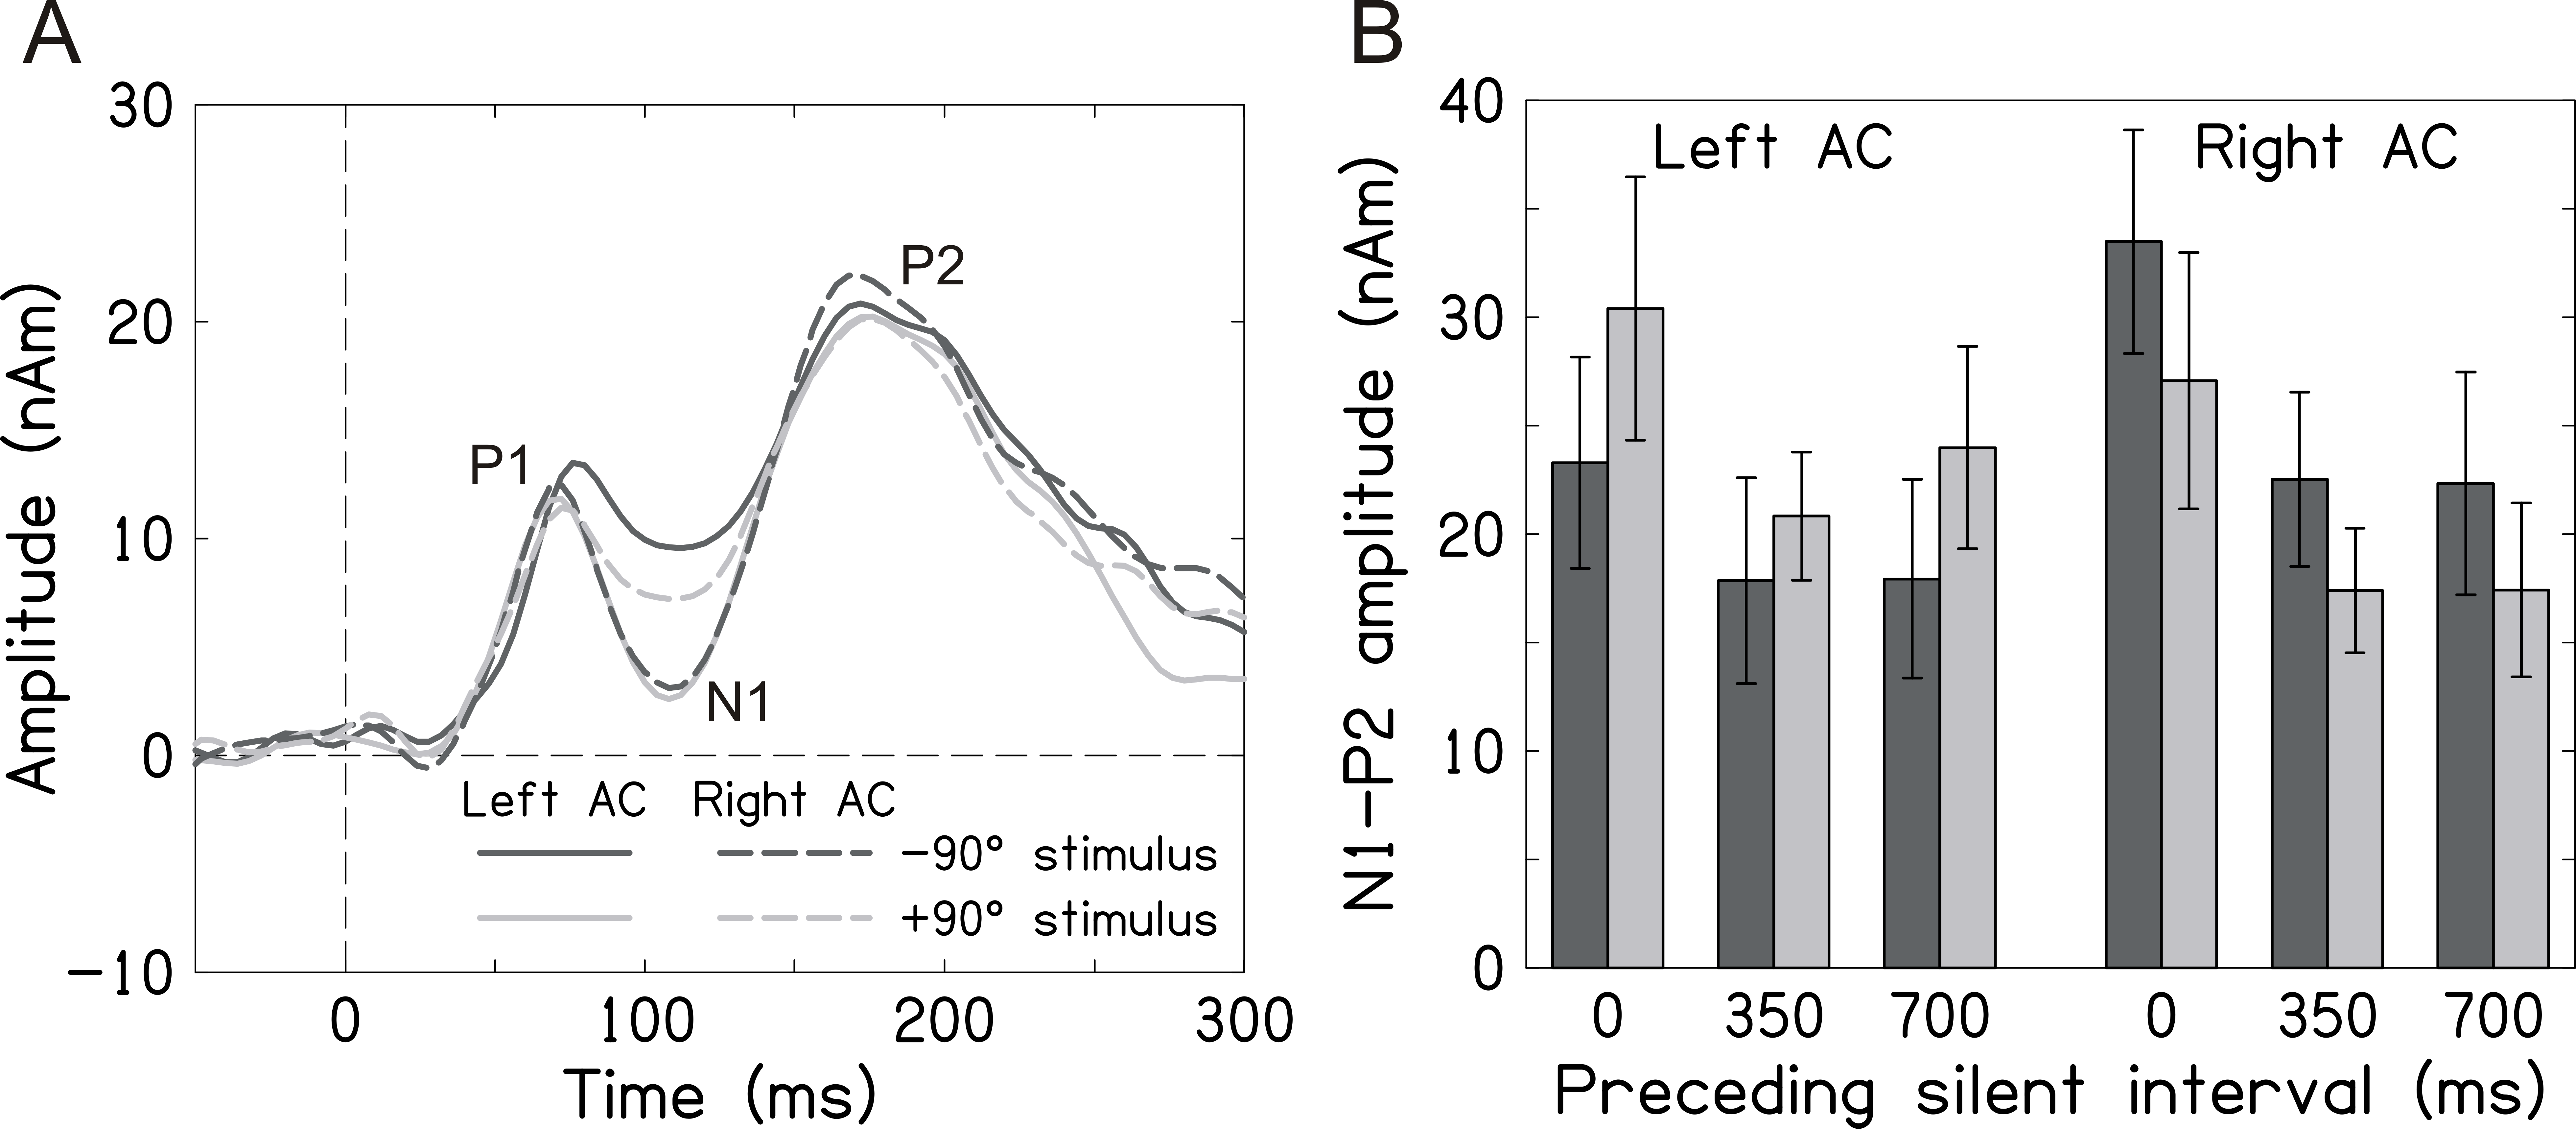 A
Amplitude (nAm)
30
20
10
0
−10
P1
N1
P2
Left AC Right AC
−90° stimulus
+90° stimulus
0 100 200 300
Time (ms)
B
N1−P2 amplitude (nAm)
40
30
20
10
0
Left AC Right AC
0 350 700 0 350 700
Preceding silent interval (ms)